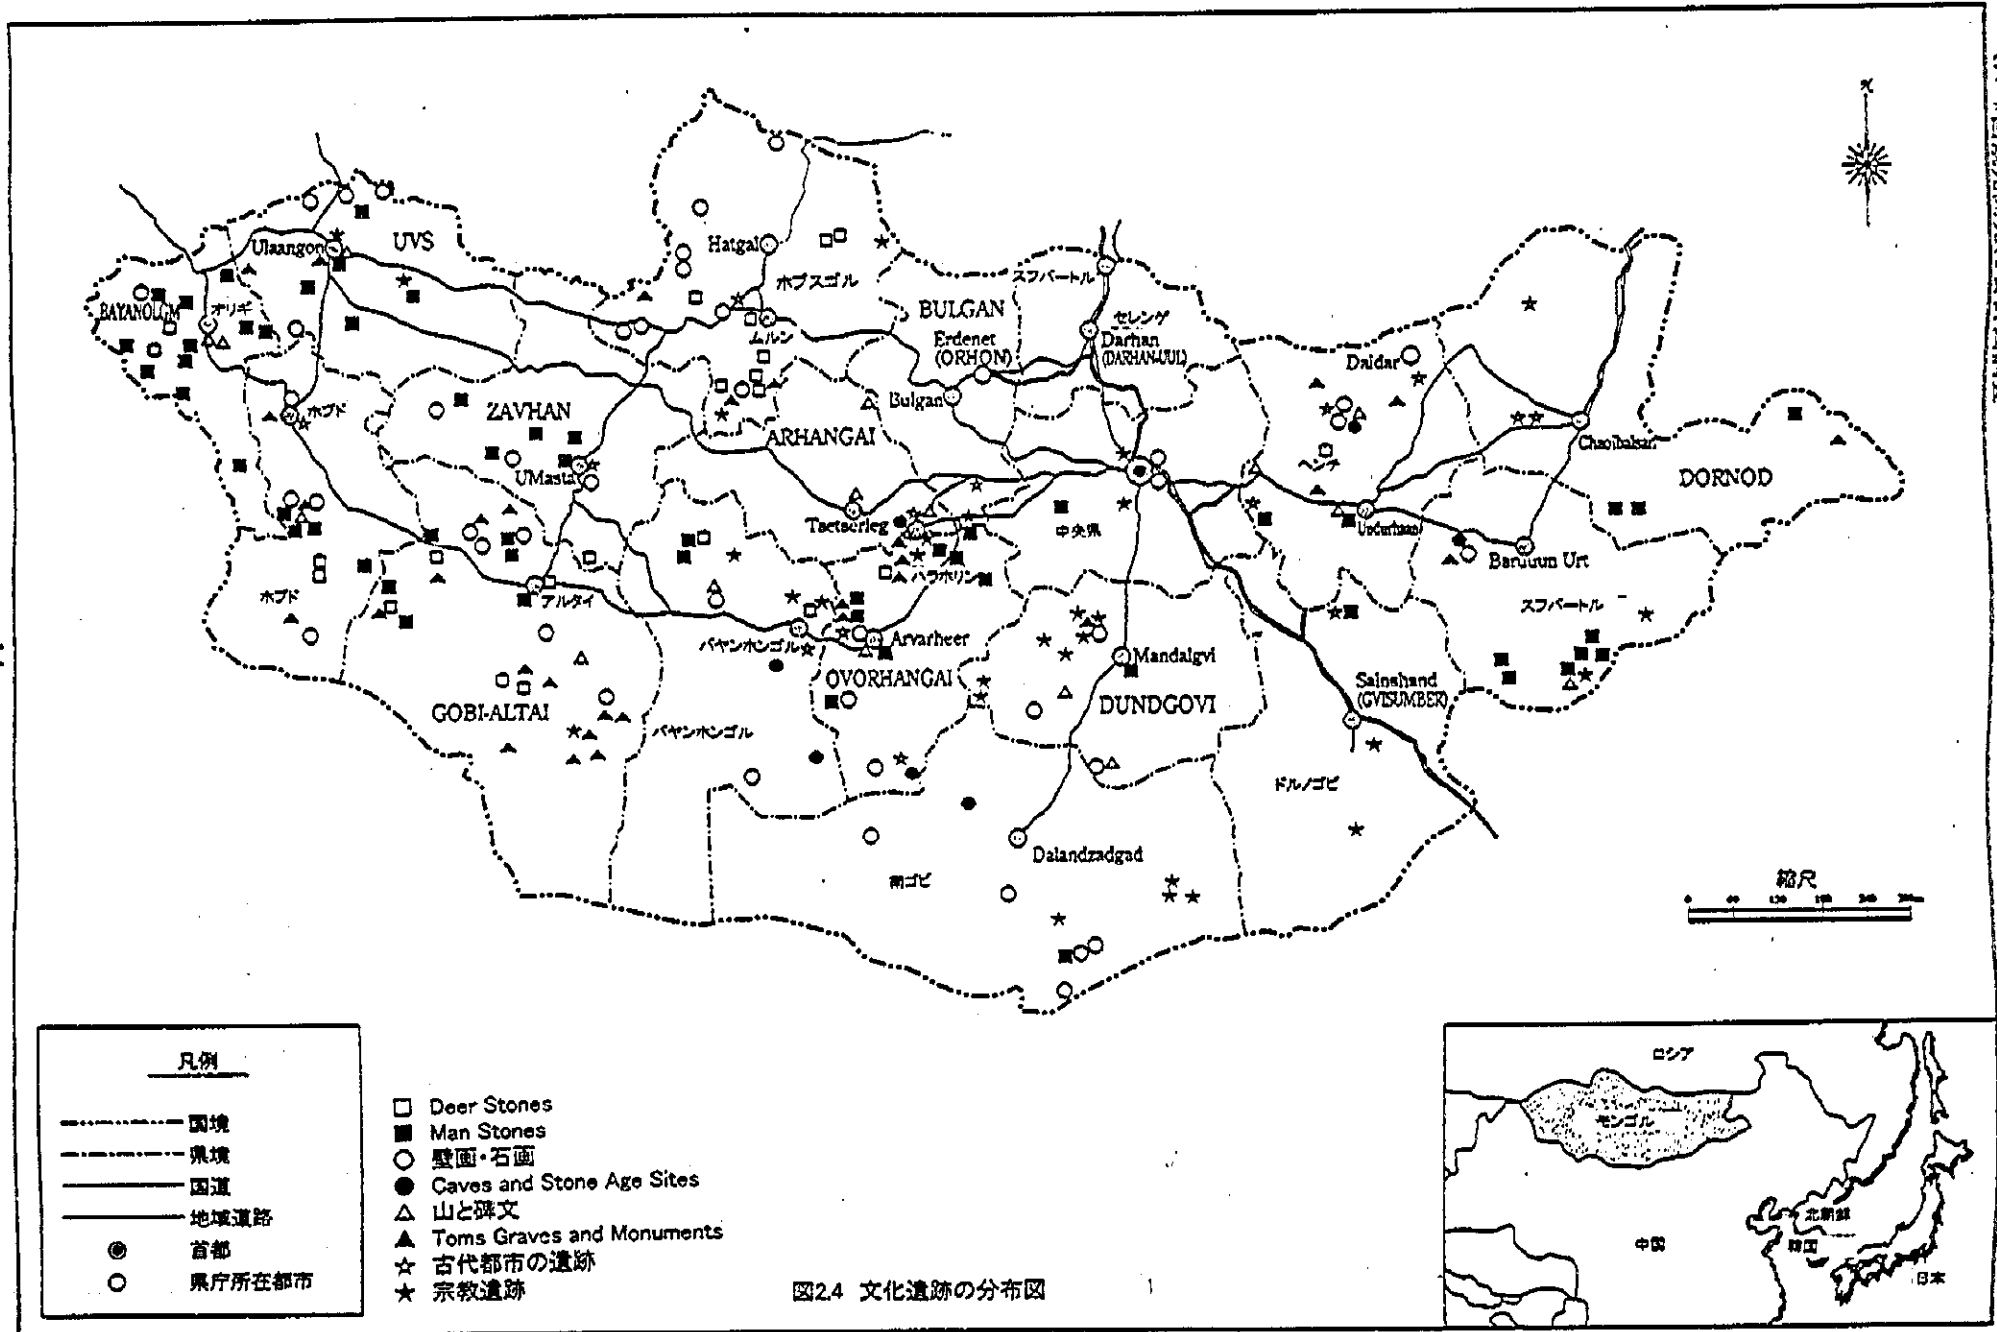 北
Ulaangon
UVS
Hatgal
ホブスゴル
BAYANOLGM
オリギ
ムルン
BULGAN
Erdenet
(ORHON)
スフバートル
セレンゲ
Darhan
(DARHAN-UUL)
Daldar
Bulgan
ホブド
ZAVHAN
ARHANGAI
UMasta
Choibalsan
DORNOD
ヘンテ
Tsetserleg
中央県
Underhaan
Baruuun Urt
ハラホリン
スフバートル
ホブド
アルタイ
バヤンホンゴル
Arvarheer
OVORHANGAI
Mandalgvi
DUNDGOVI
Sainshand
(GVISUMBER)
GOBI-ALTAI
バヤンホンゴル
ドルノゴビ
Dalandzadgad
南ゴビ
縮尺
凡例
国境
県境
国道
地域道路
首都
県庁所在都市
Deer Stones
Man Stones
壁画・石画
Caves and Stone Age Sites
山と碑文
Toms Graves and Monuments
古代都市の遺跡
宗教遺跡
図2.4 文化遺跡の分布図
ロシア
モンゴル
中国
北朝鮮
韓国
日本